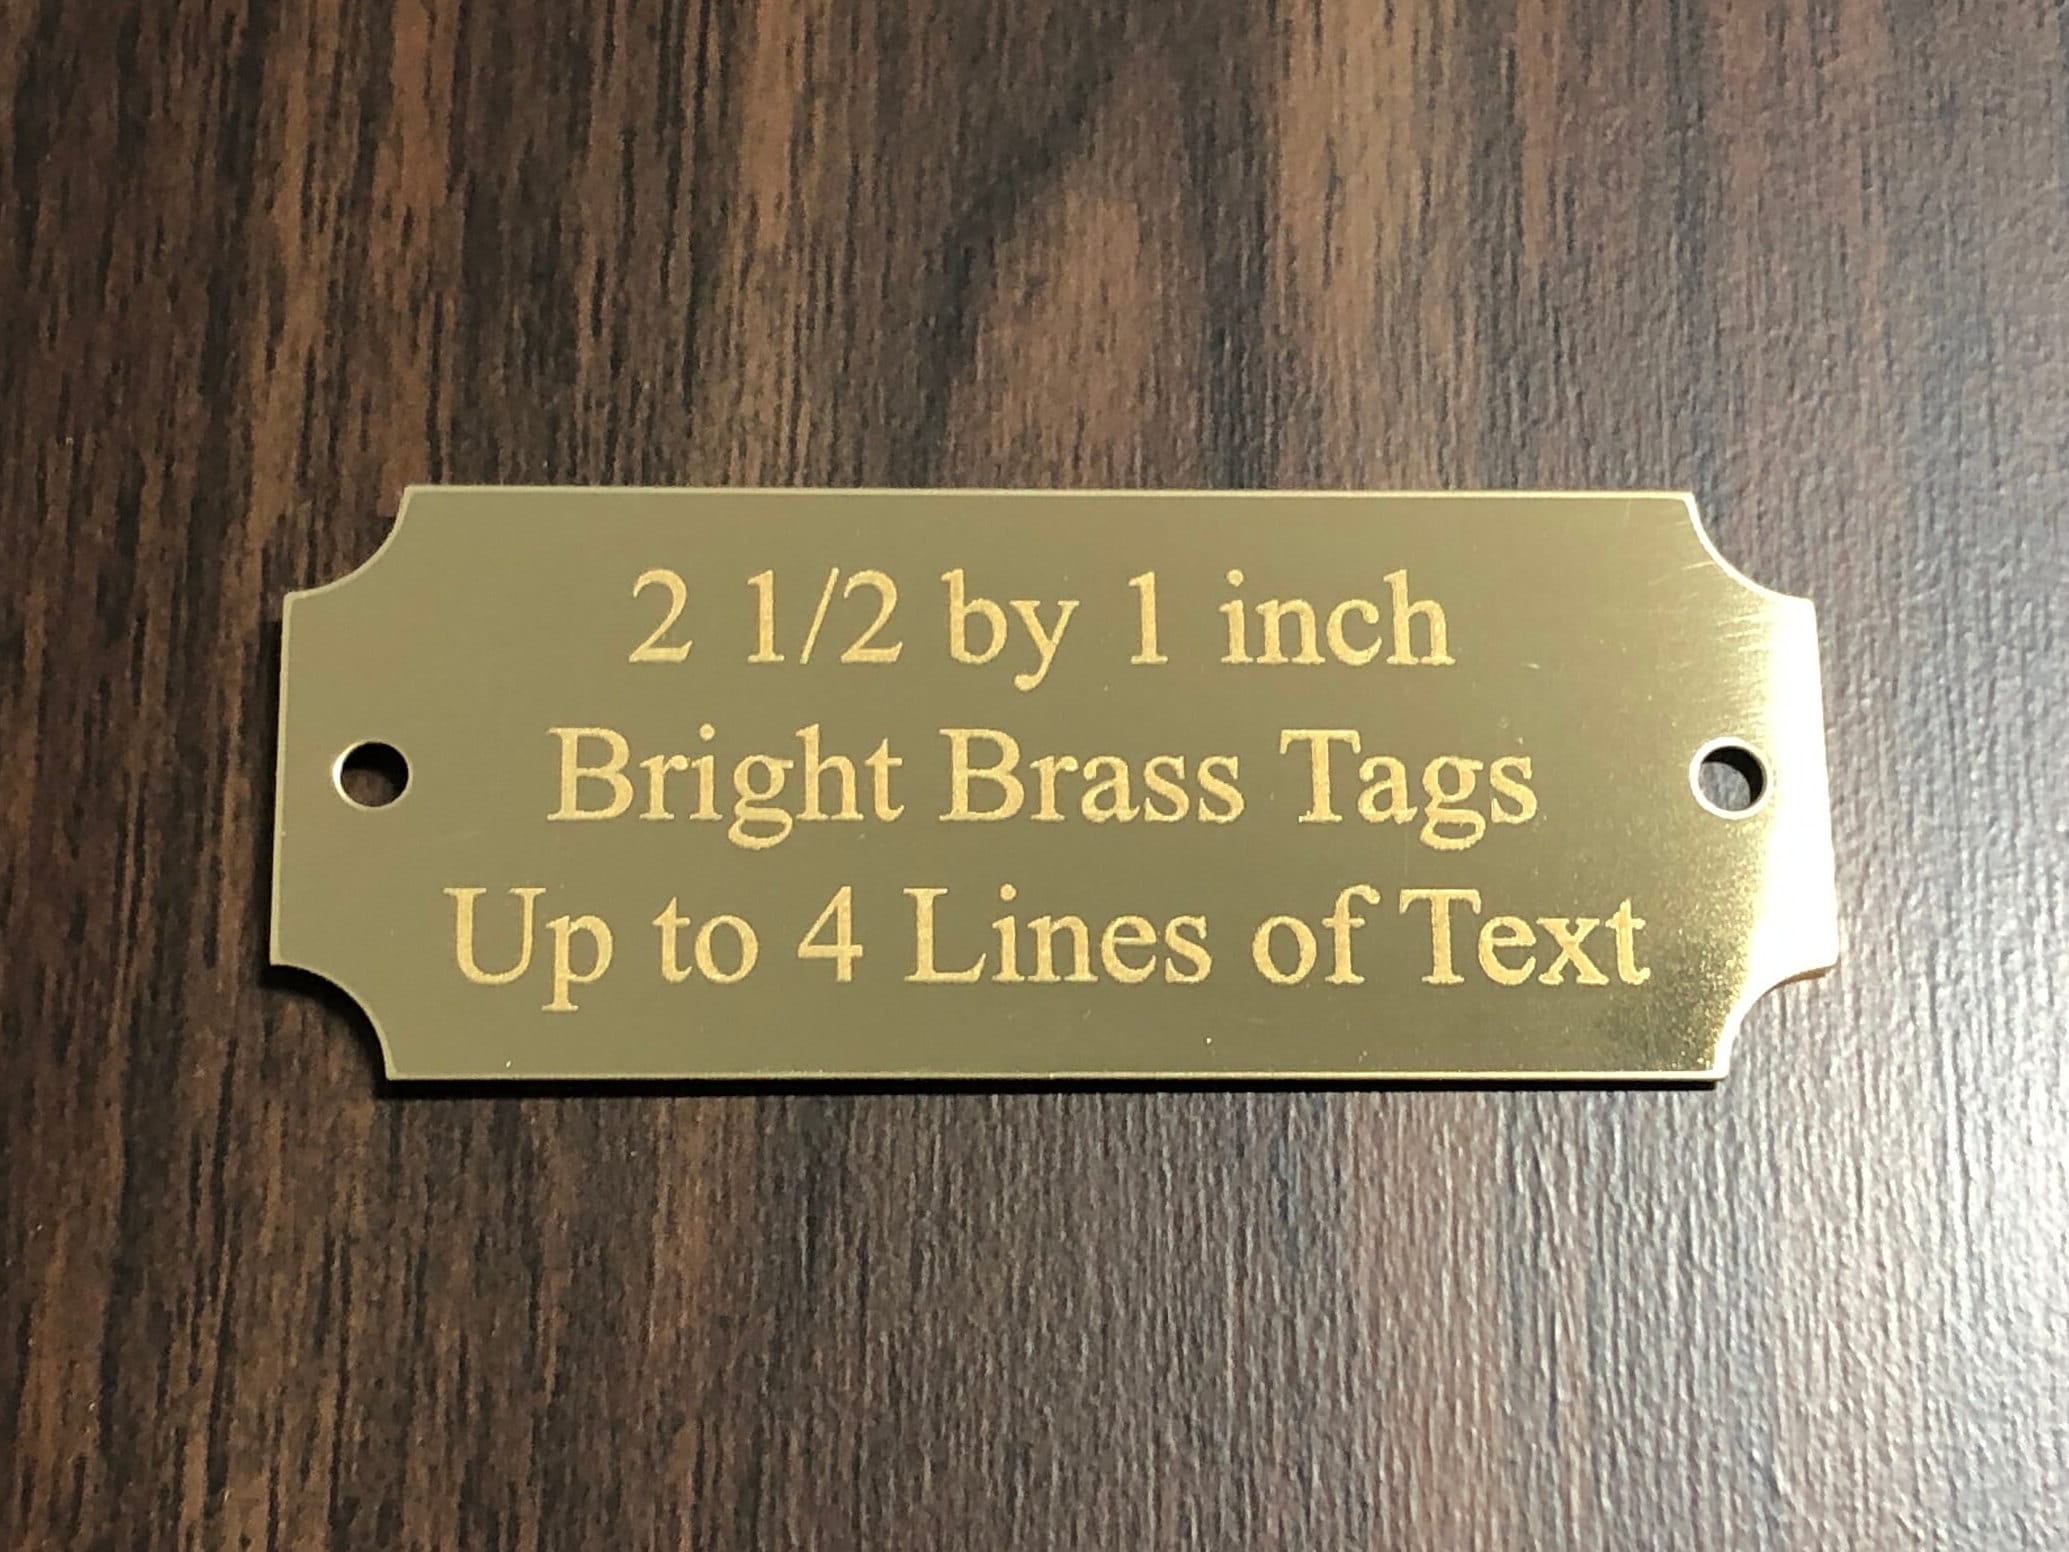 2 1/2 by 1 inch
Bright Brass Tags
Up to 4 Lines of Text